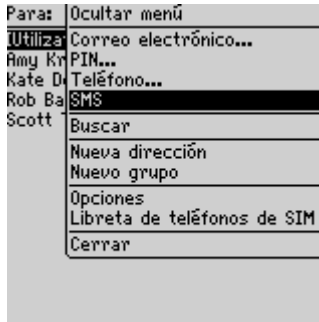 Para: Ocultar menú
(Utiliza Correo electrónico...
Amy Kr PIN...
Kate D Teléfono...
Rob Ba SMS
Scott
Buscar
Nueva dirección
Nuevo grupo
Opciones
Libreta de teléfonos de SIM
Cerrar